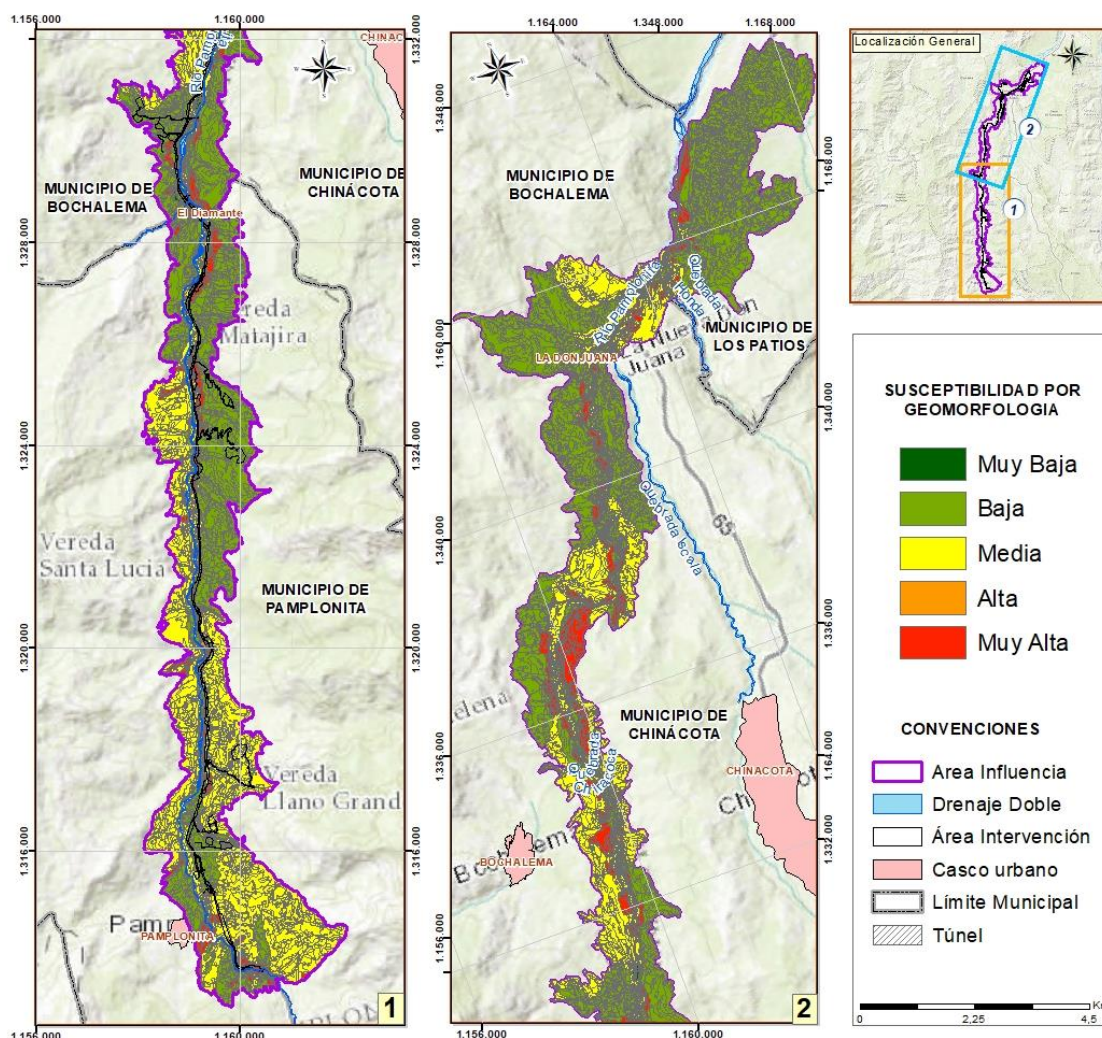 1.156.000
1.160.000
1.332.000
1.328.000
1.324.000
1.320.000
1.316.000
1.332.000
1.328.000
1.324.000
1.320.000
1.316.000
1.156.000
1.160.000
CHINAC
MUNICIPIO DE
BOCHALEMA
MUNICIPIO DE
CHINÁCOTA
El Diamante
Matajira
Vereda
Santa Lucia
MUNICIPIO DE
PAMPLONITA
Vereda
Llano Grand
PAMPLONITA
1
1.164.000
1.348.000
1.168.000
1.348.000
1.168.000
MUNICIPIO DE
BOCHALEMA
Río Pamplonita
Quebrada
Honda
MUNICIPIO DE
LOS PATIOS
LA DONJUANA
Juana
1.160.000
1.340.000
1.340.000
Quebrada Iscalá
65
1.336.000
MUNICIPIO DE
CHINÁCOTA
1.336.000
1.164.000
CHINACOTA
1.332.000
BOCHALEMA
1.156.000
1.156.000
1.160.000
2
Localización General
2
1
SUSCEPTIBILIDAD POR
GEOMORFOLOGIA
Muy Baja
Baja
Media
Alta
Muy Alta
CONVENCIONES
Area Influencia
Drenaje Doble
Área Intervención
Casco urbano
Límite Municipal
Túnel
0
2,25
4,5